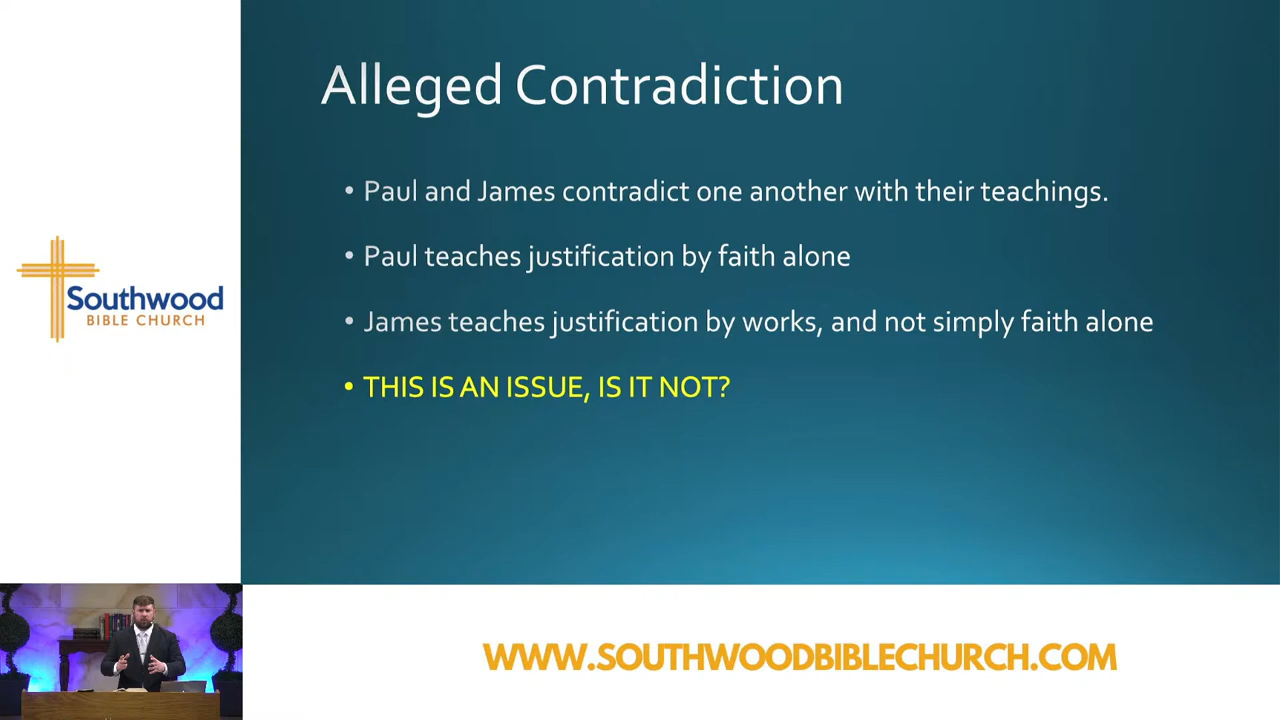 Alleged Contradiction
• Paul and James contradict one another with their teachings.
• Paul teaches justification by faith alone
• James teaches justification by works, and not simply faith alone
• THIS IS AN ISSUE, IS IT NOT?
Southwood
BIBLE CHURCH
WWW.SOUTHWOODBIBLECHURCH.COM